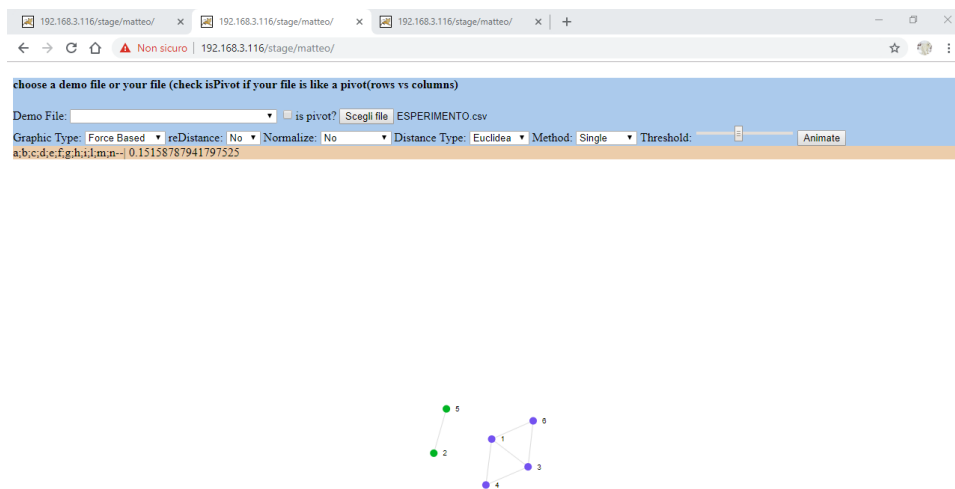 192.168.3.116/stage/matteo/ × 192.168.3.116/stage/matteo/ × 192.168.3.116/stage/matteo/ × +
Non sicuro | 192.168.3.116/stage/matteo/
choose a demo file or your file (check isPivot if your file is like a pivot(rows vs columns)
Demo File: is pivot? Scegli file ESPERIMENTO.csv
Graphic Type: Force Based reDistance: No Normalize: No Distance Type: Euclidea Method: Single Threshold: Animate
a;b;c;d;e;f;g;h;i;l;m;n--| 0.15158787941797525
5
6
1
2
3
4